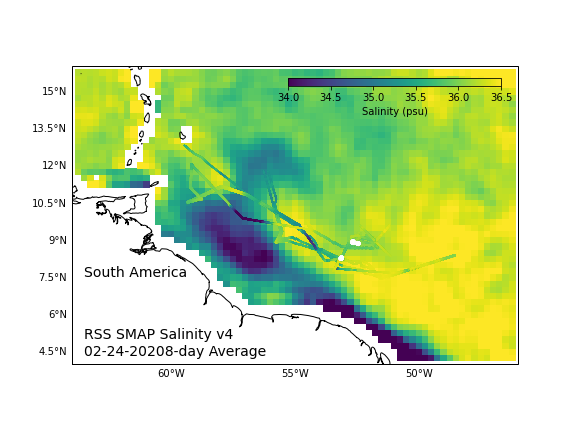 15°N
13.5°N
12°N
10.5°N
9°N
7.5°N
6°N
4.5°N
34.0 34.5 35.0 35.5 36.0 36.5
Salinity (psu)
South America
RSS SMAP Salinity v4
02-24-20208-day Average
60°W 55°W 50°W